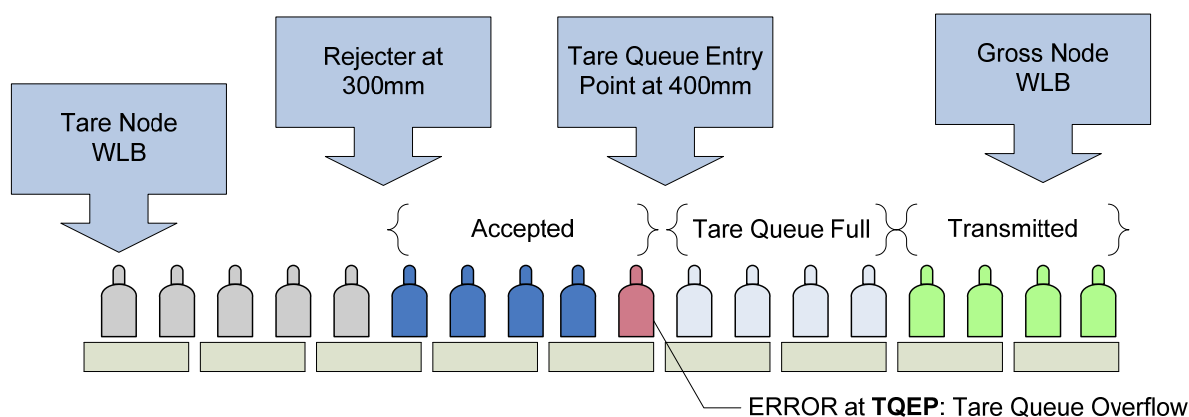 Tare Node
WLB
Rejecter at
300mm
Tare Queue Entry
Point at 400mm
Gross Node
WLB
Accepted
Tare Queue Full
Transmitted
ERROR at TQEP: Tare Queue Overflow